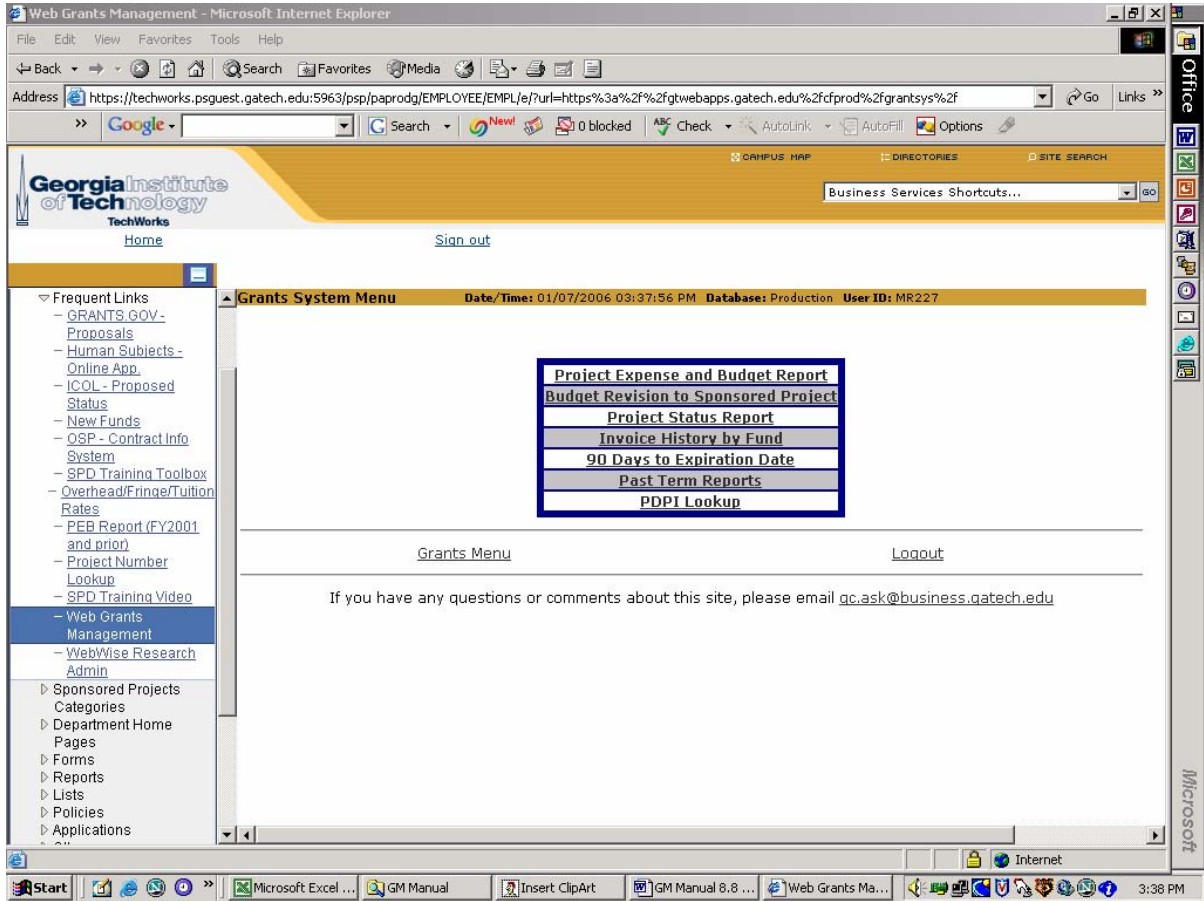 Web Grants Management - Microsoft Internet Explorer
File Edit View Favorites Tools Help
Back Search Favorites Media
Address https://techworks.psguest.gatech.edu:5963/psp/paprodg/EMPLOYEE/EMPL/e/?url=https%3a%2f%2fgtwebapps.gatech.edu%2fcfprod%2fgrantsys%2f Go Links »
» Google Search New! 0 blocked ABC Check AutoLink AutoFill Options
CAMPUS MAP DIRECTORIES SITE SEARCH
Georgia Institute
of Technology
TechWorks
Business Services Shortcuts... GO
Home Sign out
Frequent Links
– GRANTS.GOV -
Proposals
– Human Subjects -
Online App.
– ICOL - Proposed
Status
– New Funds
– OSP - Contract Info
System
– SPD Training Toolbox
– Overhead/Fringe/Tuition
Rates
– PEB Report (FY2001
and prior)
– Project Number
Lookup
– SPD Training Video
– Web Grants
Management
– WebWise Research
Admin
Sponsored Projects
Categories
Department Home
Pages
Forms
Reports
Lists
Policies
Applications
Grants System Menu Date/Time: 01/07/2006 03:37:56 PM Database: Production User ID: MR227
Project Expense and Budget Report
Budget Revision to Sponsored Project
Project Status Report
Invoice History by Fund
90 Days to Expiration Date
Past Term Reports
PDPI Lookup
Grants Menu Logout
If you have any questions or comments about this site, please email gc.ask@business.gatech.edu
Office
Microsoft
Internet
Start » Microsoft Excel ... GM Manual Insert ClipArt GM Manual 8.8 ... Web Grants Ma... 3:38 PM